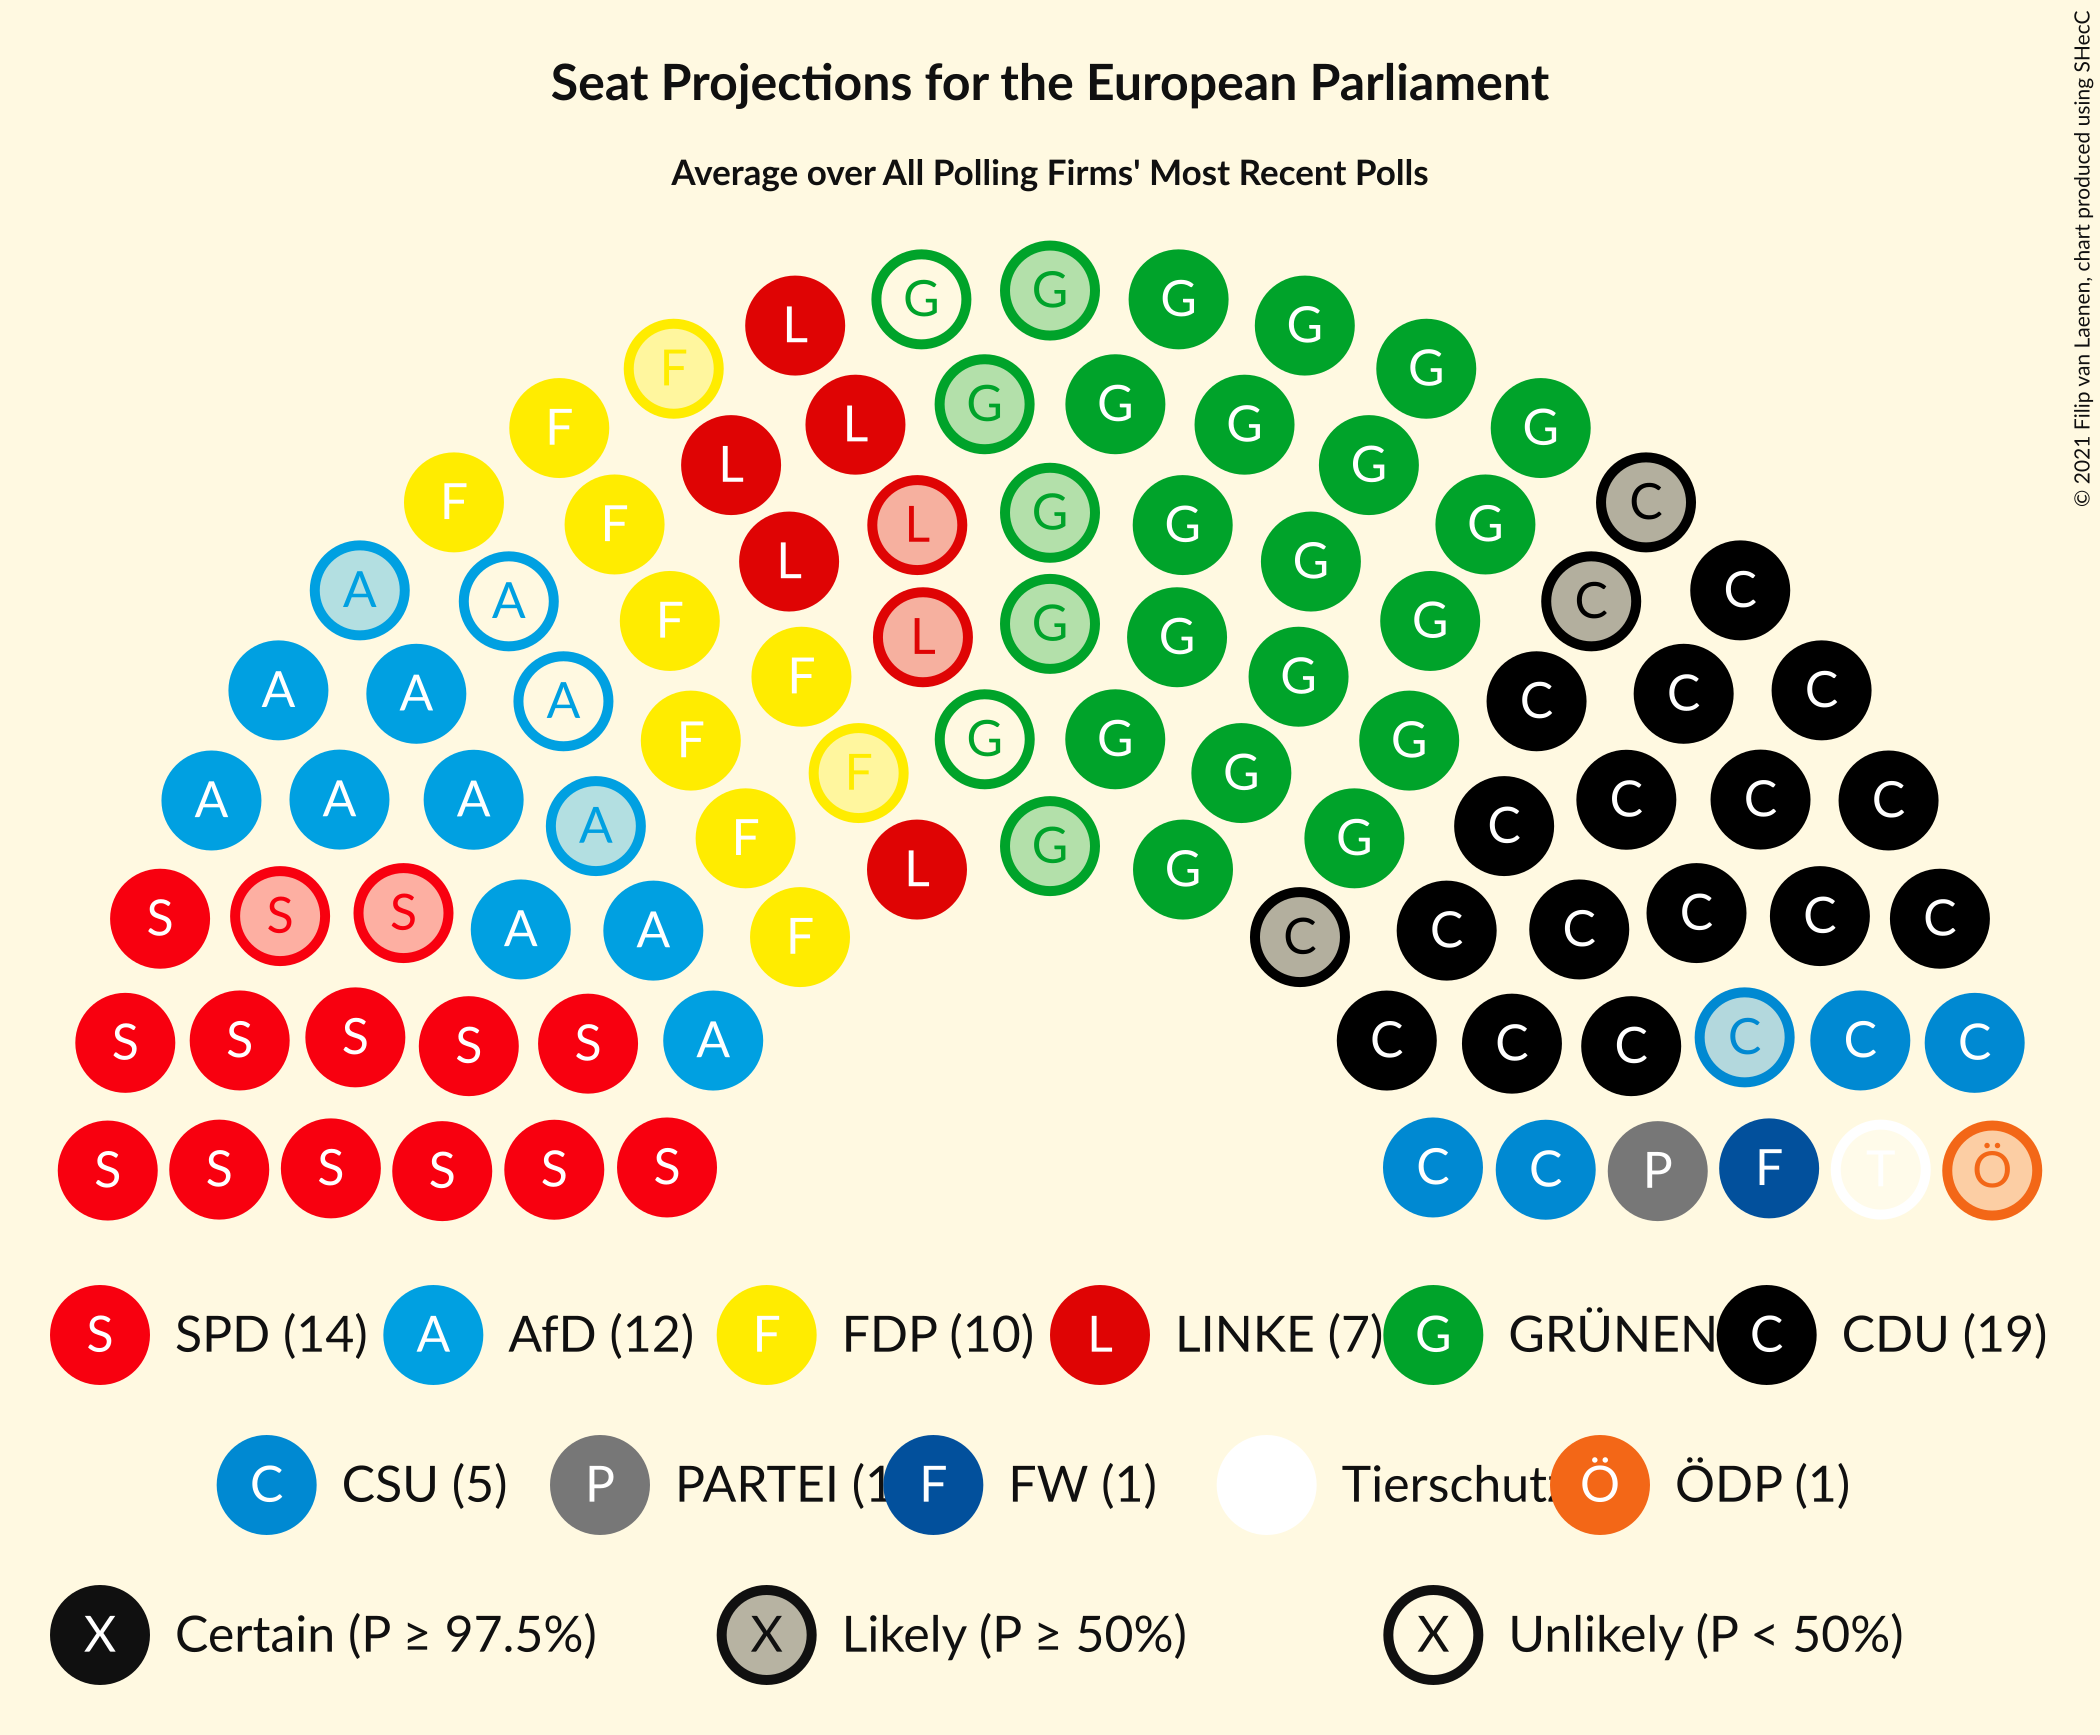 Seat Projections for the European Parliament
Average over All Polling Firms' Most Recent Polls
© 2021 Filip van Laenen, chart produced using SHecC
L G G G G
F G
F L G G G G
L G
F F L G G G C
L G
A A F L G G G C C
A A A F G C C C
F G G G
A A A F G C C C
A F G G C
S S S A A F L G C C C C C C
S S S S S A C C C C C C
S S S S S S C C P F T Ö
S SPD (14) A AfD (12) F FDP (10) L LINKE (7) G GRÜNEN C CDU (19)
C CSU (5) P PARTEI (1 F FW (1) Tierschutz Ö ÖDP (1)
X Certain (P ≥ 97.5%) X Likely (P ≥ 50%) X Unlikely (P < 50%)